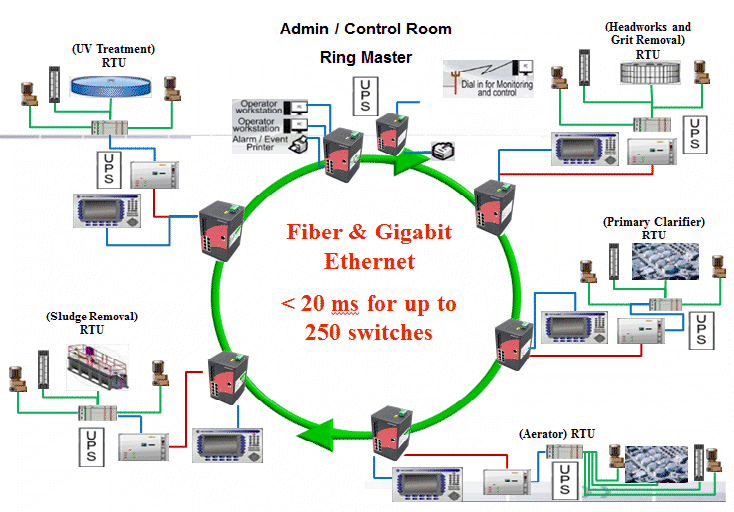 Admin / Control Room
Ring Master
(UV Treatment)
RTU
UPS
Operator
workstation
Operator
workstation
Alarm / Event
Printer
UPS
Dial in for Monitoring
and control
(Headworks and
Grit Removal)
RTU
UPS
Fiber & Gigabit
Ethernet
< 20 ms for up to
250 switches
(Primary Clarifier)
RTU
UPS
(Sludge Removal)
RTU
UPS
(Aerator) RTU
UPS